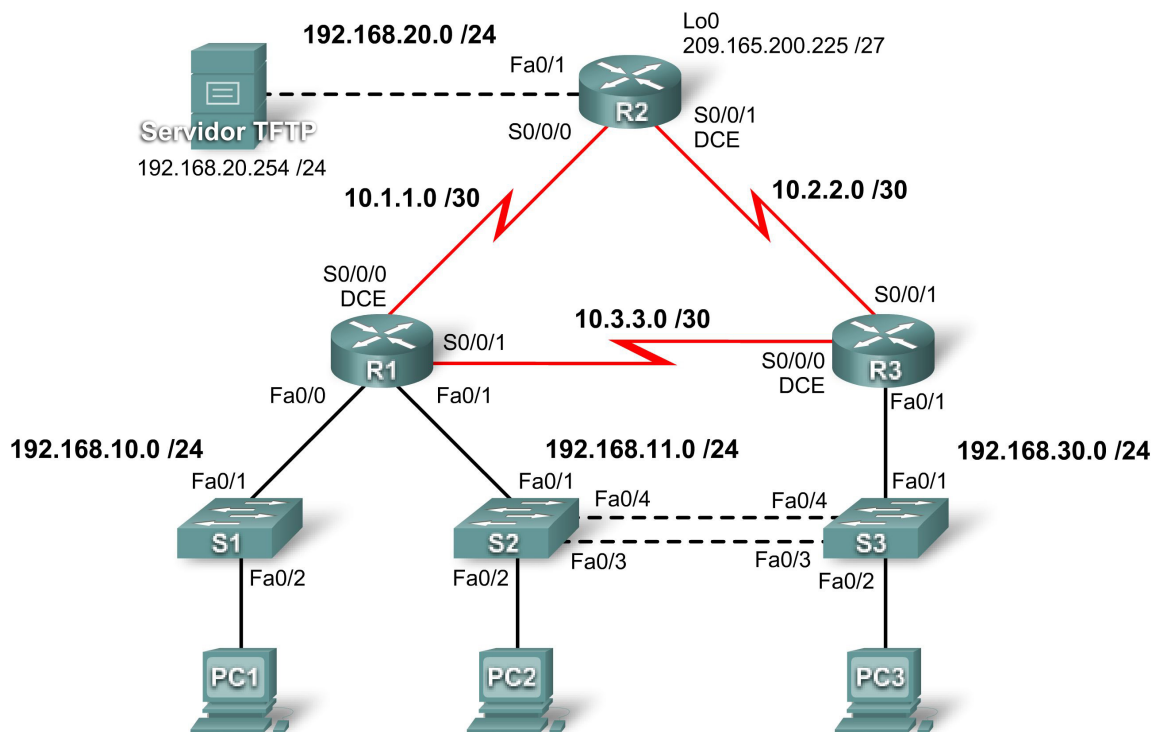 192.168.20.0 /24
Lo0
209.165.200.225 /27
Fa0/1
R2
Servidor TFTP
192.168.20.254 /24
S0/0/0
S0/0/1
DCE
10.1.1.0 /30
10.2.2.0 /30
S0/0/0
DCE
S0/0/1
10.3.3.0 /30
S0/0/1
R1
S0/0/0
DCE
R3
Fa0/0
Fa0/1
Fa0/1
192.168.10.0 /24
192.168.11.0 /24
192.168.30.0 /24
Fa0/1
Fa0/1
Fa0/4
Fa0/4
Fa0/1
S1
S2
S3
Fa0/2
Fa0/2
Fa0/3
Fa0/3
Fa0/2
PC1
PC2
PC3